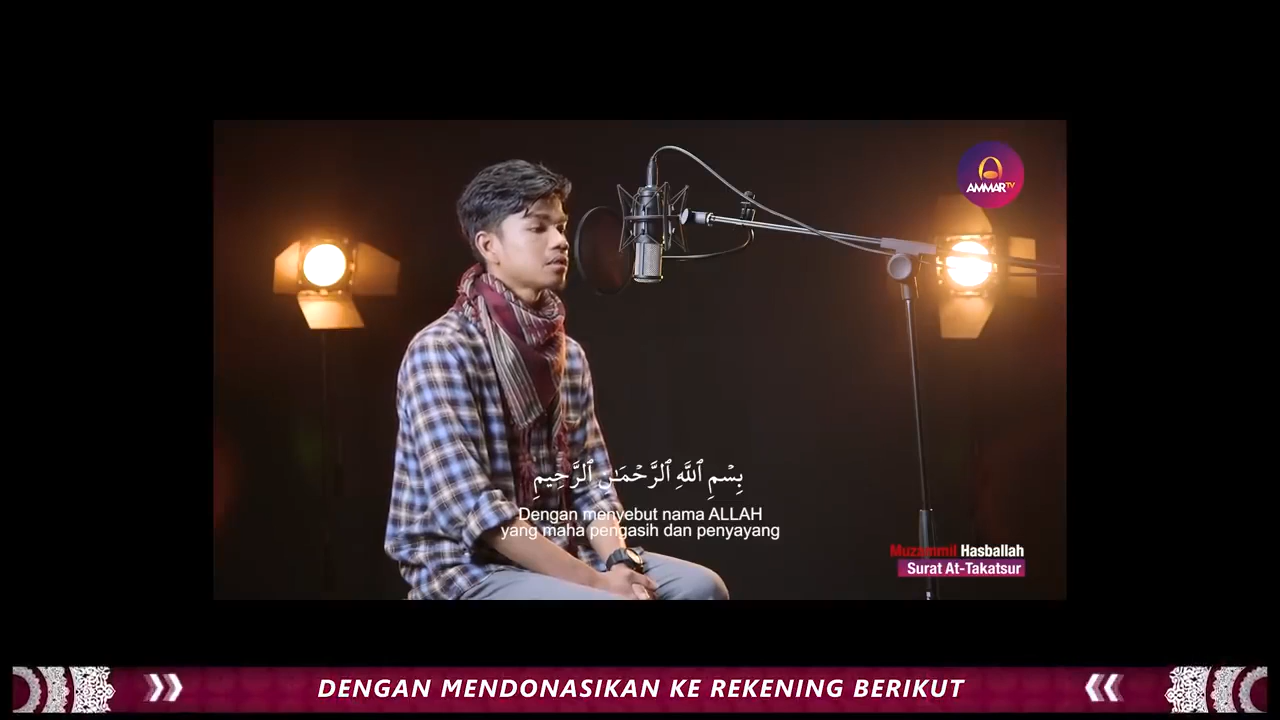 AMMAR TV
بِسْمِ ٱللَّهِ ٱلرَّحْمَـٰنِ ٱلرَّحِيمِ
Dengan menyebut nama ALLAH
yang maha pengasih dan penyayang
Muzammil Hasballah
Surat At-Takatsur
DENGAN MENDONASIKAN KE REKENING BERIKUT